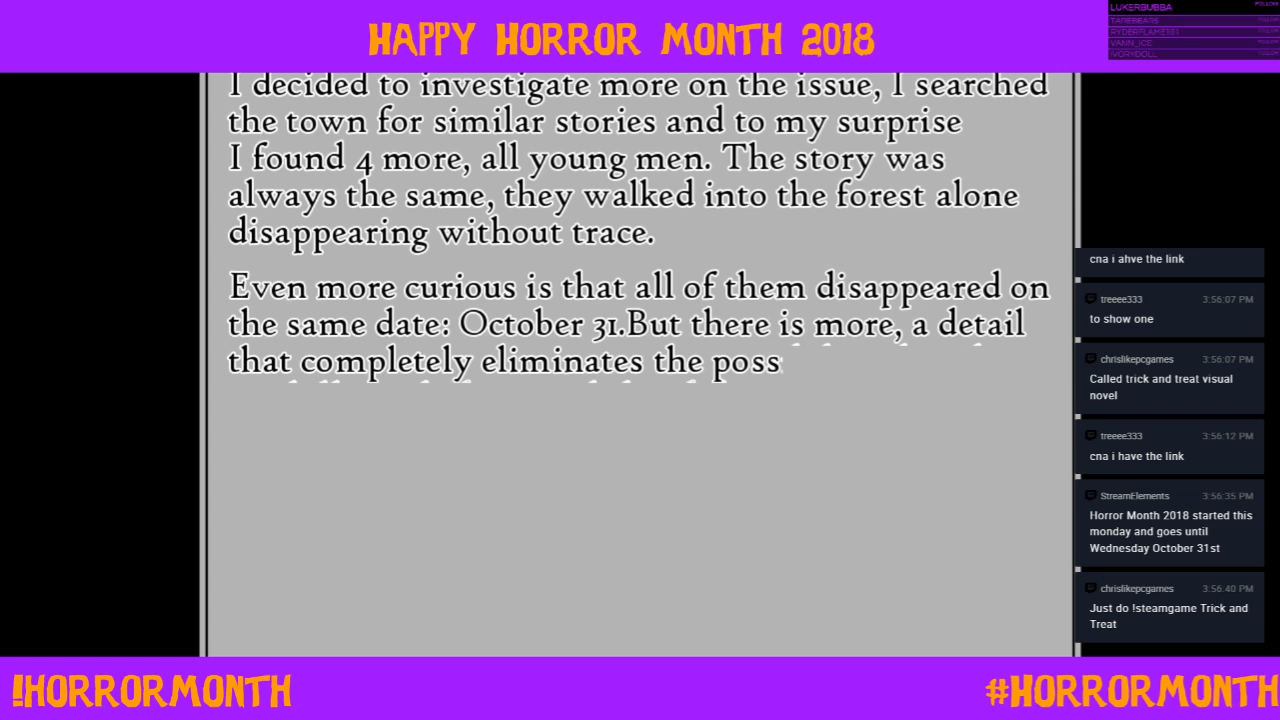 HAPPY HORROR MONTH 2018
LUKERBUBBA
TAMEBEARS
RYDERFLAME101
VANN_ICE
IVORYDOLL
I decided to investigate more on the issue, I searched
the town for similar stories and to my surprise
I found 4 more, all young men. The story was
always the same, they walked into the forest alone
disappearing without trace.
Even more curious is that all of them disappeared on
the same date: October 31.But there is more, a detail
that completely eliminates the poss
cna i ahve the link
treeee333 3:56:07 PM
to show one
chrislikepcgames 3:56:07 PM
Called trick and treat visual
novel
treeee333 3:56:12 PM
cna i have the link
StreamElements 3:56:35 PM
Horror Month 2018 started this
monday and goes until
Wednesday October 31st
chrislikepcgames 3:56:40 PM
Just do !steamgame Trick and
Treat
!HORRORMONTH
#HORRORMONTH